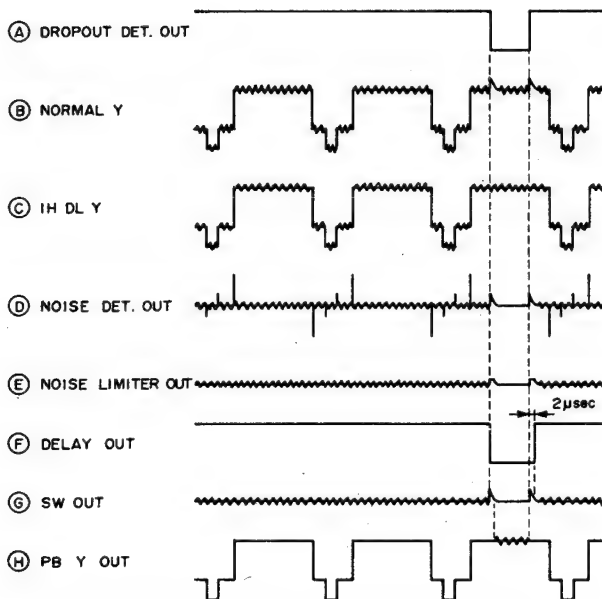 Ⓐ DROPOUT DET. OUT
Ⓑ NORMAL Y
Ⓒ 1H DL Y
Ⓓ NOISE DET. OUT
Ⓔ NOISE LIMITER OUT
2μsec
Ⓕ DELAY OUT
Ⓖ SW OUT
Ⓗ PB Y OUT